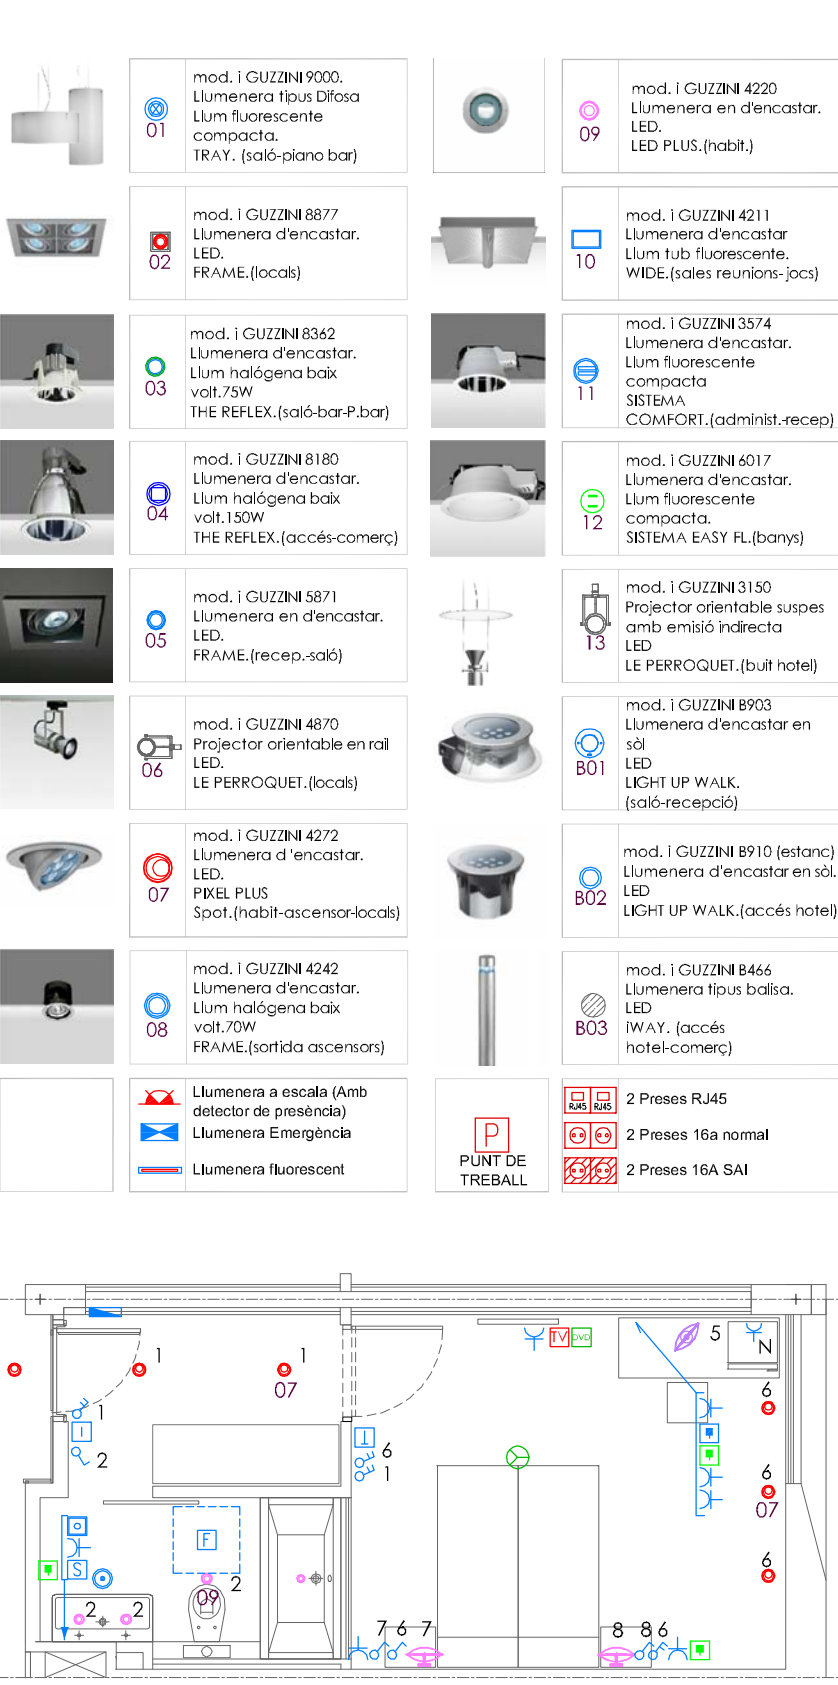 mod. i GUZZINI 9000.
Llumenera tipus Difosa
Llum fluorescente
compacta.
TRAY. (saló-piano bar)
01
mod. i GUZZINI 4220
Llumenera en d'encastar.
LED.
LED PLUS.(habit.)
09
mod. i GUZZINI 8877
Llumenera d'encastar.
LED.
FRAME.(locals)
02
mod. i GUZZINI 4211
Llumenera d'encastar
Llum tub fluorescente.
WIDE.(sales reunions-jocs)
10
mod. i GUZZINI 8362
Llumenera d'encastar.
Llum halógena baix
volt.75W
THE REFLEX.(saló-bar-P.bar)
03
mod. i GUZZINI 3574
Llumenera d'encastar.
Llum fluorescente
compacta
SISTEMA
COMFORT.(administ.-recep)
11
mod. i GUZZINI 8180
Llumenera d'encastar.
Llum halógena baix
volt.150W
THE REFLEX.(accés-comerç)
04
mod. i GUZZINI 6017
Llumenera d'encastar.
Llum fluorescente
compacta.
SISTEMA EASY FL.(banys)
12
mod. i GUZZINI 5871
Llumenera en d'encastar.
LED.
FRAME.(recep.-saló)
05
mod. i GUZZINI 3150
Projector orientable suspes
amb emisió indirecta
LED
LE PERROQUET.(buit hotel)
13
mod. i GUZZINI 4870
Projector orientable en rail
LED.
LE PERROQUET.(locals)
06
mod. i GUZZINI B903
Llumenera d'encastar en
sòl
LED
LIGHT UP WALK.
(saló-recepció)
B01
mod. i GUZZINI 4272
Llumenera d 'encastar.
LED.
PIXEL PLUS
Spot.(habit-ascensor-locals)
07
mod. i GUZZINI B910 (estanc)
Llumenera d'encastar en sòl.
LED
LIGHT UP WALK.(accés hotel)
B02
mod. i GUZZINI 4242
Llumenera d'encastar.
Llum halógena baix
volt.70W
FRAME.(sortida ascensors)
08
mod. i GUZZINI B466
Llumenera tipus balisa.
LED
iWAY. (accés
hotel-comerç)
B03
Llumenera a escala (Amb
detector de presència)
Llumenera Emergència
Llumenera fluorescent
P
PUNT DE
TREBALL
RJ45 RJ45
2 Preses RJ45
2 Preses 16a normal
2 Preses 16A SAI
TV DVD
5
N
1
1
07
6
1
I
2
6
1
6
07
F
6
S
2
09
2 2
7 6 7
8 8 6